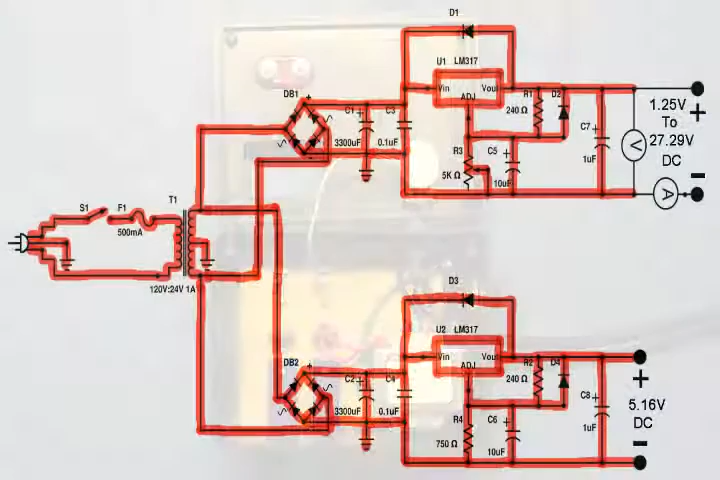 D1
U1 LM317
Vin Vout
ADJ
DB1
+
C1
+
3300uF
C3
0.1uF
R1
240 Ω
D2
R3
5K Ω
C5
+
10uF
C7
+
1uF
V
A
1.25V
To
27.29V
DC
+
-
S1
F1
500mA
T1
120V:24V 1A
D3
U2 LM317
Vin Vout
ADJ
DB2
+
C2
+
3300uF
C4
0.1uF
R2
240 Ω
D4
R4
750 Ω
C6
+
10uF
C8
+
1uF
+
5.16V
DC
-